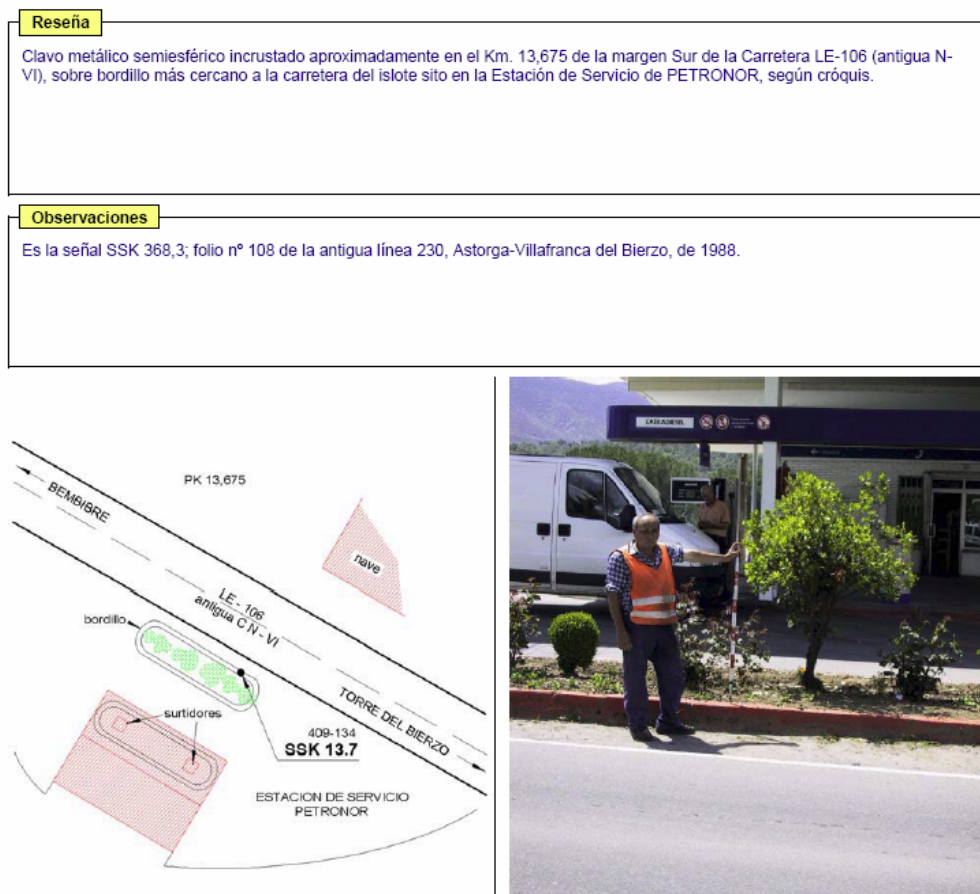 Reseña
Clavo metálico semiesférico incrustado aproximadamente en el Km. 13,675 de la margen Sur de la Carretera LE-106 (antigua N-
VI), sobre bordillo más cercano a la carretera del islote sito en la Estación de Servicio de PETRONOR, según cróquis.
Observaciones
Es la señal SSK 368,3; folio nº 108 de la antigua línea 230, Astorga-Villafranca del Bierzo, de 1988.
PK 13,675
BEMBIBRE
nave
LE - 106
antigua C N - VI
bordillo
TORRE DEL BIERZO
surtidores
409-134
SSK 13.7
ESTACION DE SERVICIO
PETRONOR